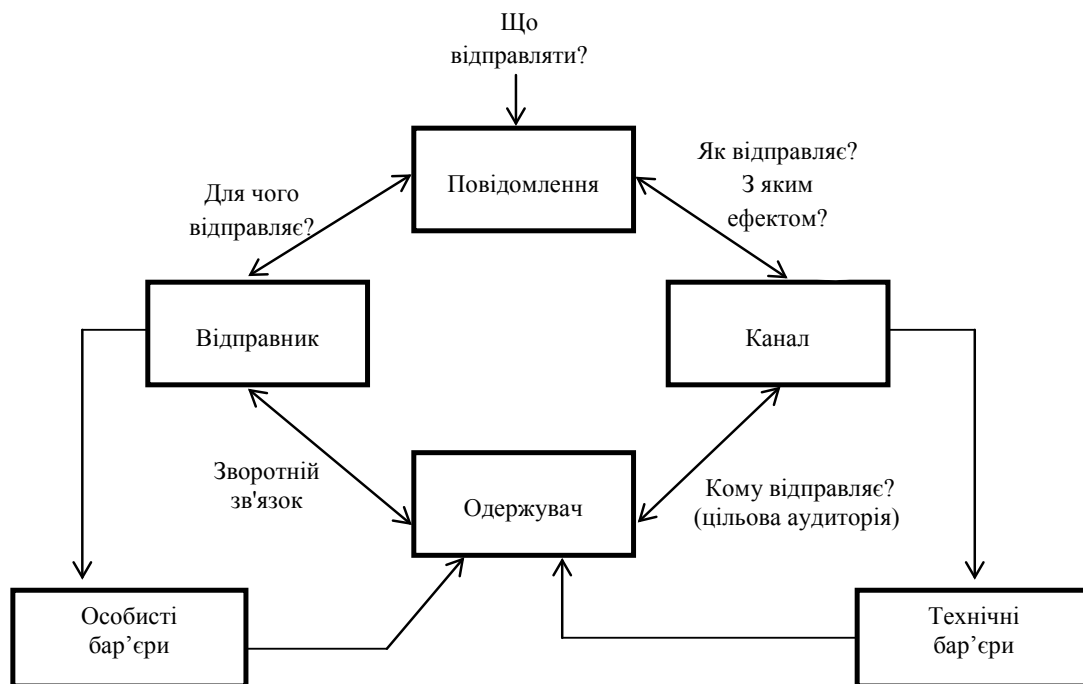 Що
відправляти?
Повідомлення
Як відправляє?
З яким
ефектом?
Для чого
відправляє?
Відправник
Канал
Зворотній
зв'язок
Одержувач
Кому відправляє?
(цільова аудиторія)
Особисті
бар’єри
Технічні
бар’єри